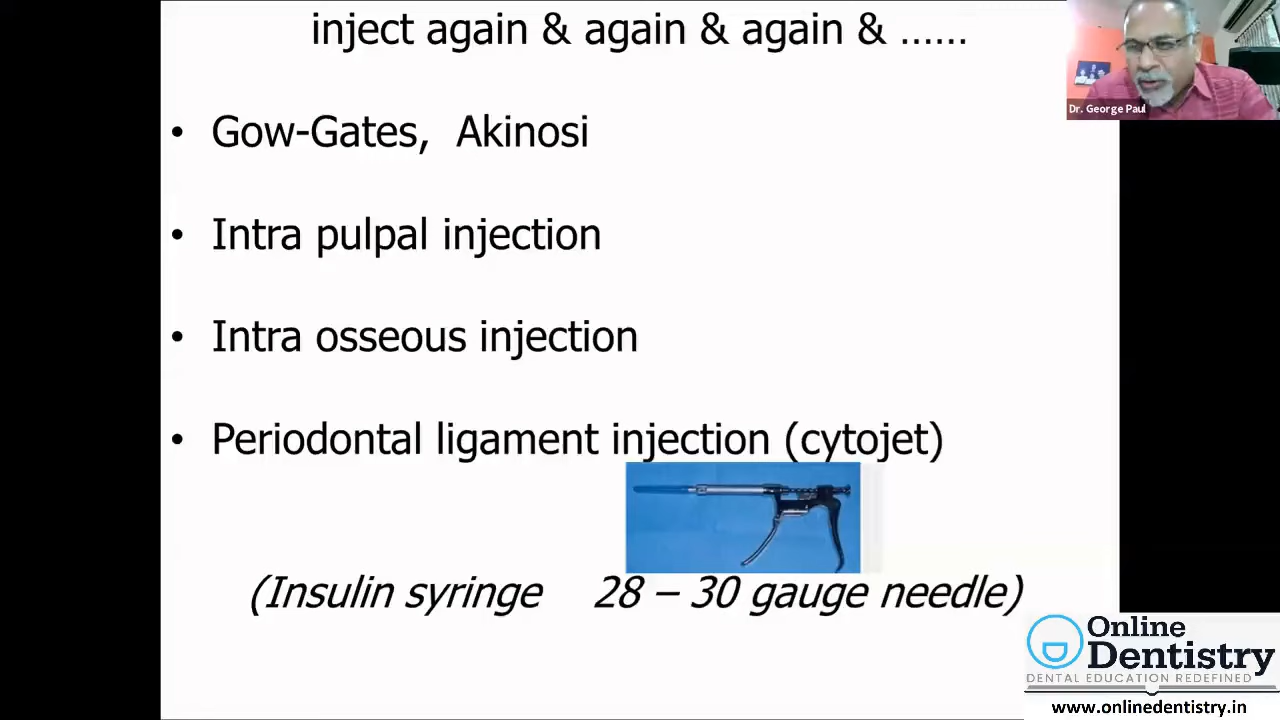 inject again & again & again & ......
Dr. George Paul
• Gow-Gates, Akinosi
• Intra pulpal injection
• Intra osseous injection
• Periodontal ligament injection (cytojet)
(Insulin syringe 28 – 30 gauge needle)
Online
Dentistry
DENTAL EDUCATION REDEFINED
www.onlinedentistry.in